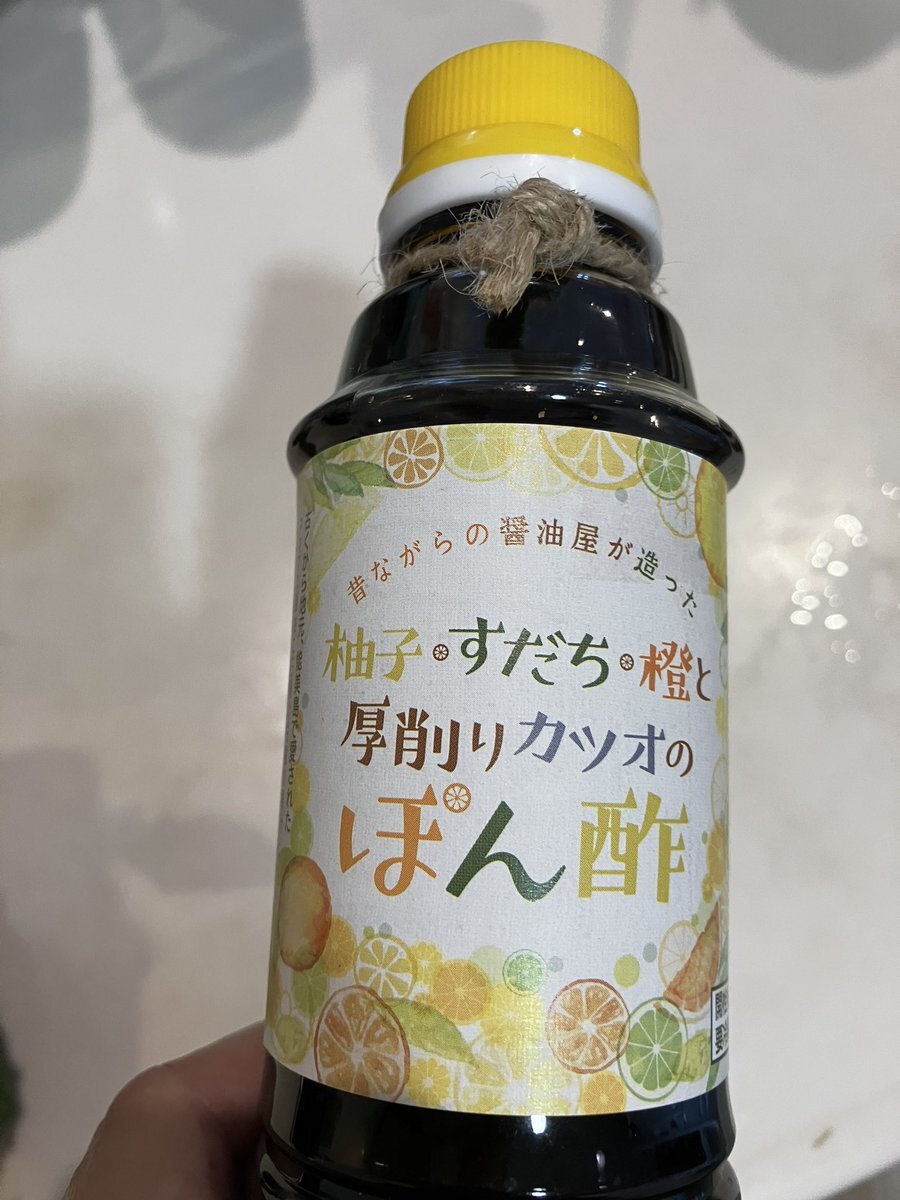 昔ながらの醤油屋が造った
柚子・すだち・橙と
厚削りカツオの
ぽん酢